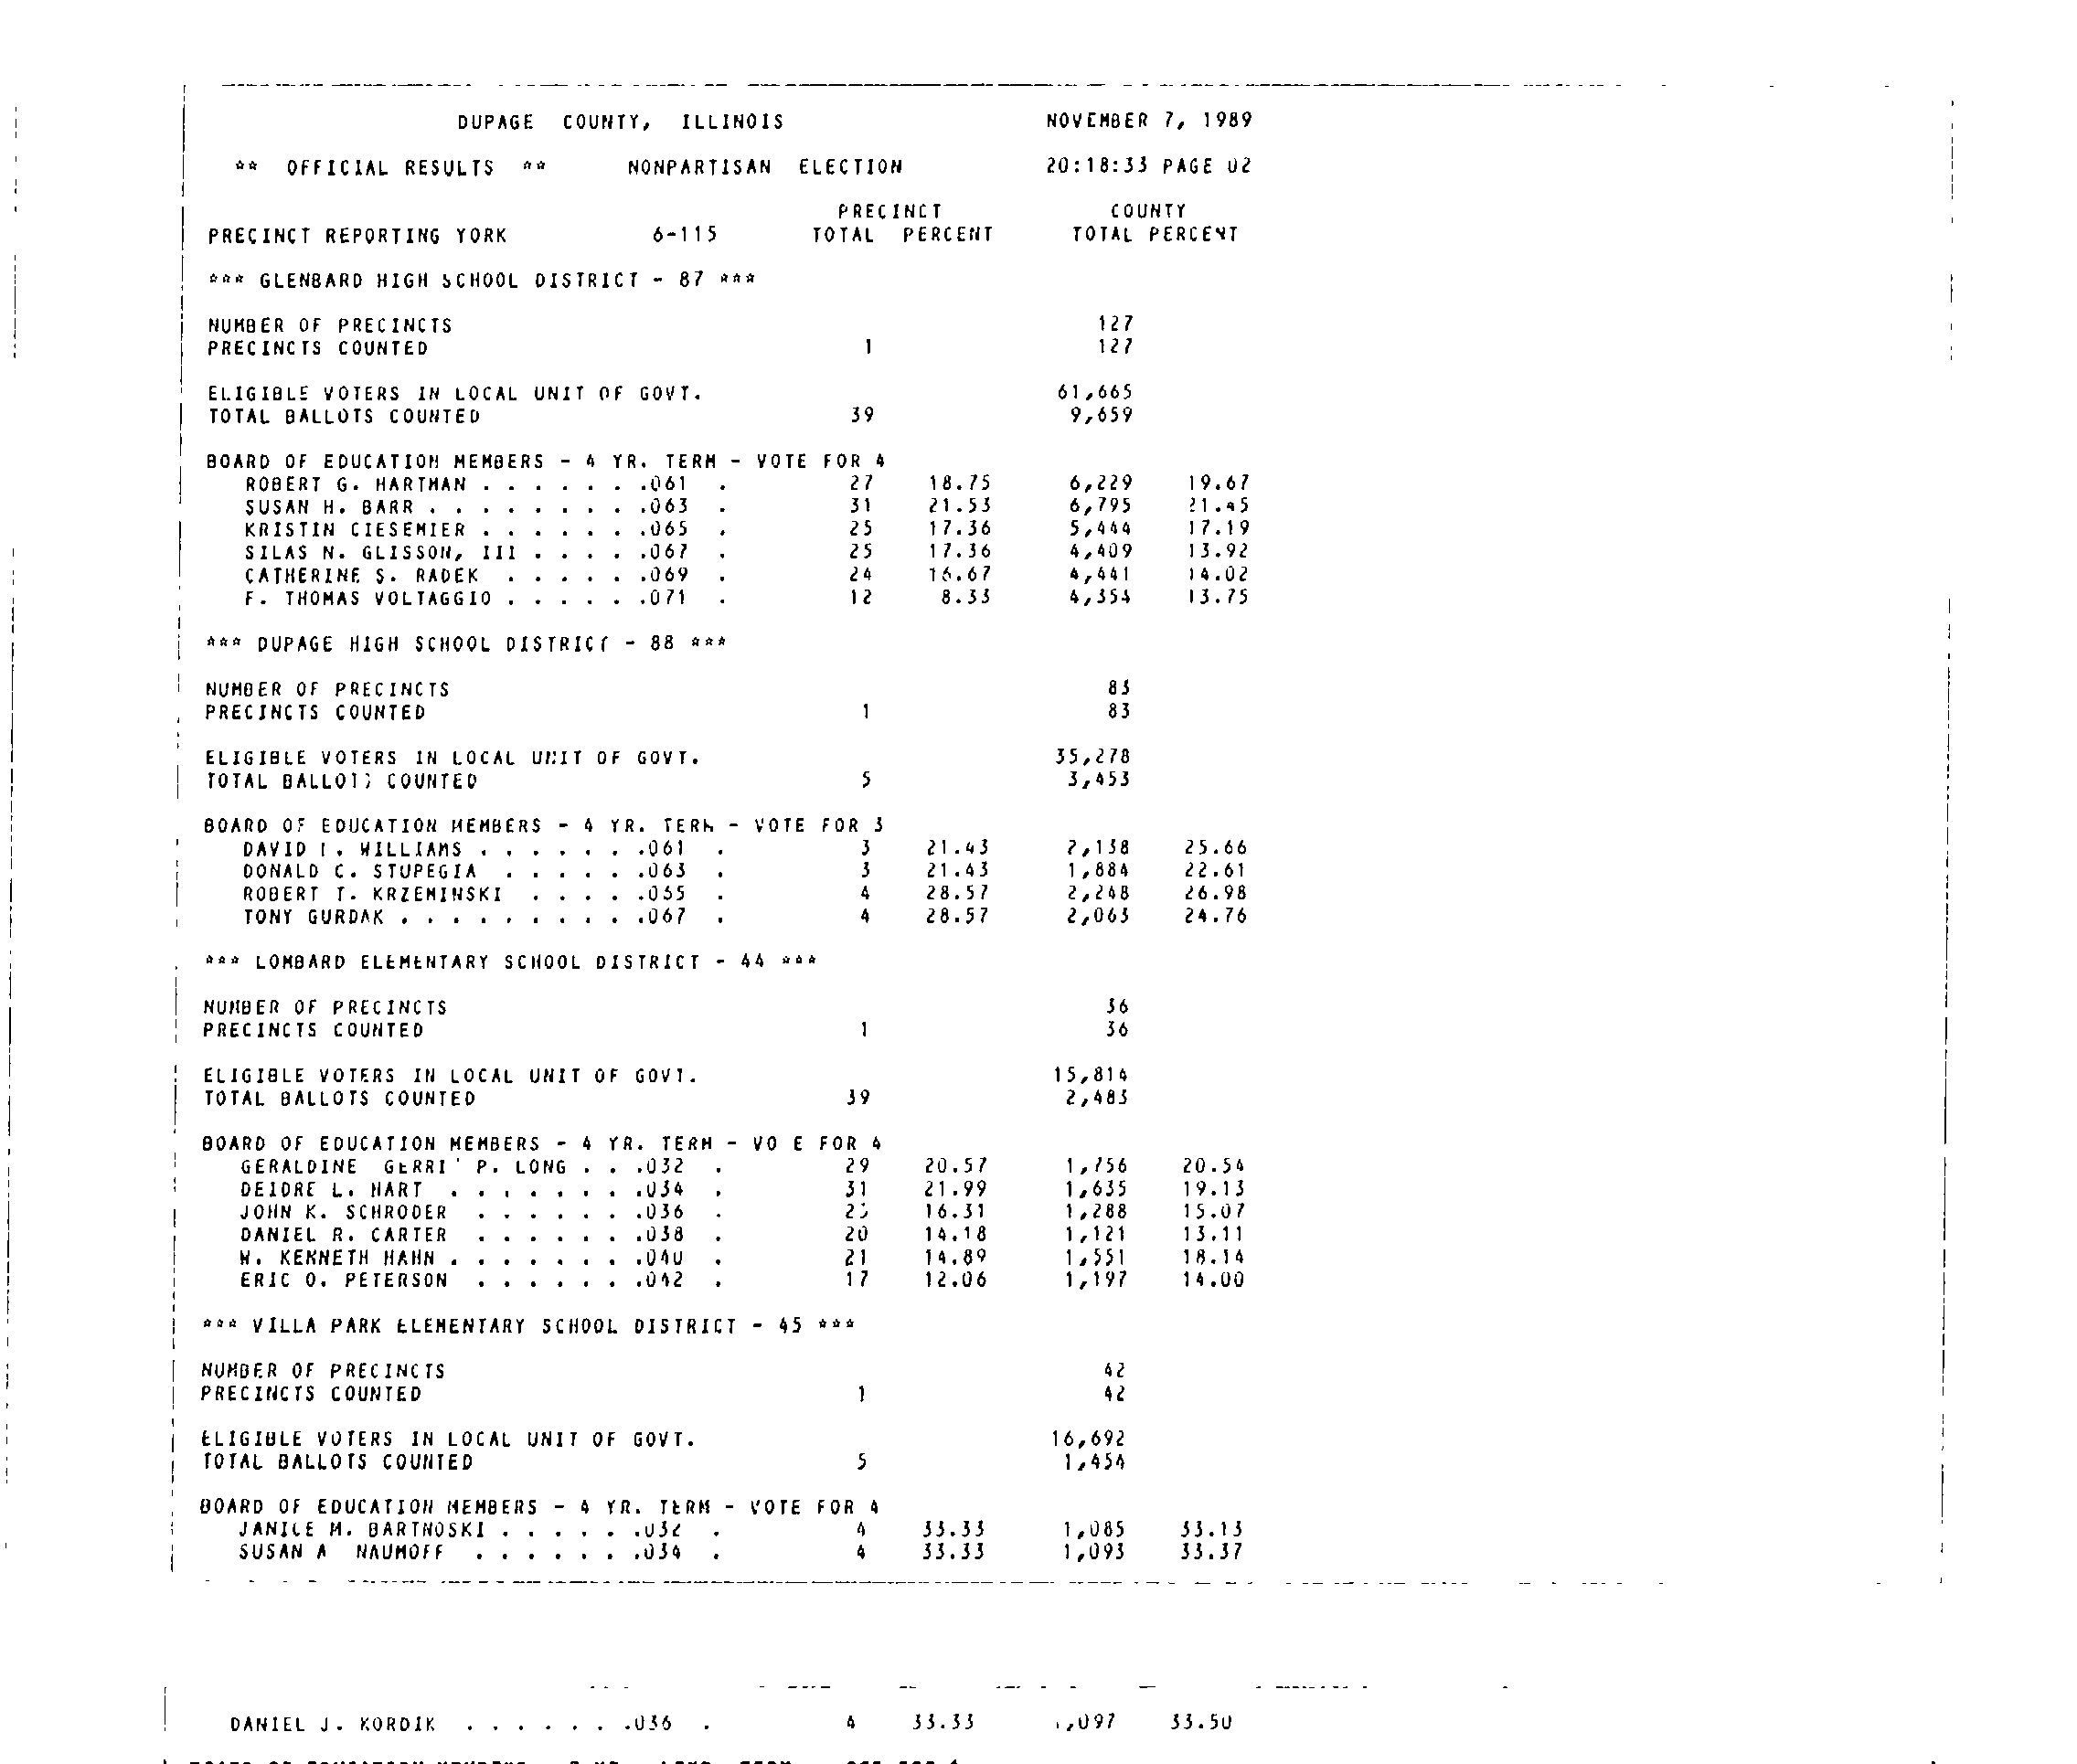 DUPAGE COUNTY, ILLINOIS NOVEMBER 7, 1989
** OFFICIAL RESULTS ** NONPARTISAN ELECTION 20:18:33 PAGE 02
PRECINCT COUNTY
PRECINCT REPORTING YORK 6-115 TOTAL PERCENT TOTAL PERCENT
*** GLENBARD HIGH SCHOOL DISTRICT - 87 ***
NUMBER OF PRECINCTS 127
PRECINCTS COUNTED 1 127
ELIGIBLE VOTERS IN LOCAL UNIT OF GOVT. 61,665
TOTAL BALLOTS COUNTED 39 9,659
BOARD OF EDUCATION MEMBERS - 4 YR. TERM - VOTE FOR 4
ROBERT G. HARTMAN . . . . . . .061 . 27 18.75 6,229 19.67
SUSAN H. BARR . . . . . . . . .063 . 31 21.53 6,795 21.45
KRISTIN CIESEMIER . . . . . . .065 . 25 17.36 5,444 17.19
SILAS N. GLISSON, III . . . . .067 . 25 17.36 4,409 13.92
CATHERINE S. RADEK . . . . . .069 . 24 16.67 4,441 14.02
F. THOMAS VOLTAGGIO . . . . . .071 . 12 8.33 4,354 13.75
*** DUPAGE HIGH SCHOOL DISTRICT - 88 ***
NUMBER OF PRECINCTS 83
PRECINCTS COUNTED 1 83
ELIGIBLE VOTERS IN LOCAL UNIT OF GOVT. 35,278
TOTAL BALLOTS COUNTED 5 3,453
BOARD OF EDUCATION MEMBERS - 4 YR. TERM - VOTE FOR 3
DAVID . WILLIAMS . . . . . . .061 . 3 21.43 2,138 25.66
DONALD C. STUPEGIA . . . . . .063 . 3 21.43 1,884 22.61
ROBERT T. KRZEMINSKI . . . . .065 . 4 28.57 2,248 26.98
TONY GURDAK . . . . . . . . . .067 . 4 28.57 2,063 24.76
*** LOMBARD ELEMENTARY SCHOOL DISTRICT - 44 ***
NUMBER OF PRECINCTS 36
PRECINCTS COUNTED 1 36
ELIGIBLE VOTERS IN LOCAL UNIT OF GOVT. 15,814
TOTAL BALLOTS COUNTED 39 2,483
BOARD OF EDUCATION MEMBERS - 4 YR. TERM - VO E FOR 4
GERALDINE GERRI' P. LONG . . .032 . 29 20.57 1,756 20.54
DEIDRE L. HART . . . . . . . .034 . 31 21.99 1,635 19.13
JOHN K. SCHRODER . . . . . . .036 . 23 16.31 1,288 15.07
DANIEL R. CARTER . . . . . . .038 . 20 14.18 1,121 13.11
W. KENNETH HAHN . . . . . . . .040 . 21 14.89 1,551 18.14
ERIC O. PETERSON . . . . . . .042 . 17 12.06 1,197 14.00
*** VILLA PARK ELEMENTARY SCHOOL DISTRICT - 45 ***
NUMBER OF PRECINCTS 42
PRECINCTS COUNTED 1 42
ELIGIBLE VOTERS IN LOCAL UNIT OF GOVT. 16,692
TOTAL BALLOTS COUNTED 5 1,454
BOARD OF EDUCATION MEMBERS - 4 YR. TERM - VOTE FOR 4
JANICE M. BARTNOSKI . . . . . .032 . 4 33.33 1,085 33.13
SUSAN A NAUMOFF . . . . . . .034 . 4 33.33 1,093 33.37
DANIEL J. KORDIK . . . . . . .036 . 4 33.33 1,097 33.50